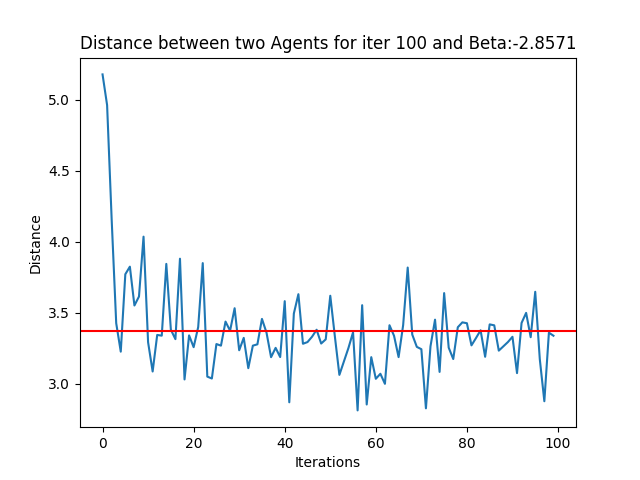 Distance between two Agents for iter 100 and Beta:-2.8571
5.0
4.5
4.0
3.5
3.0
Distance
0 20 40 60 80 100
Iterations